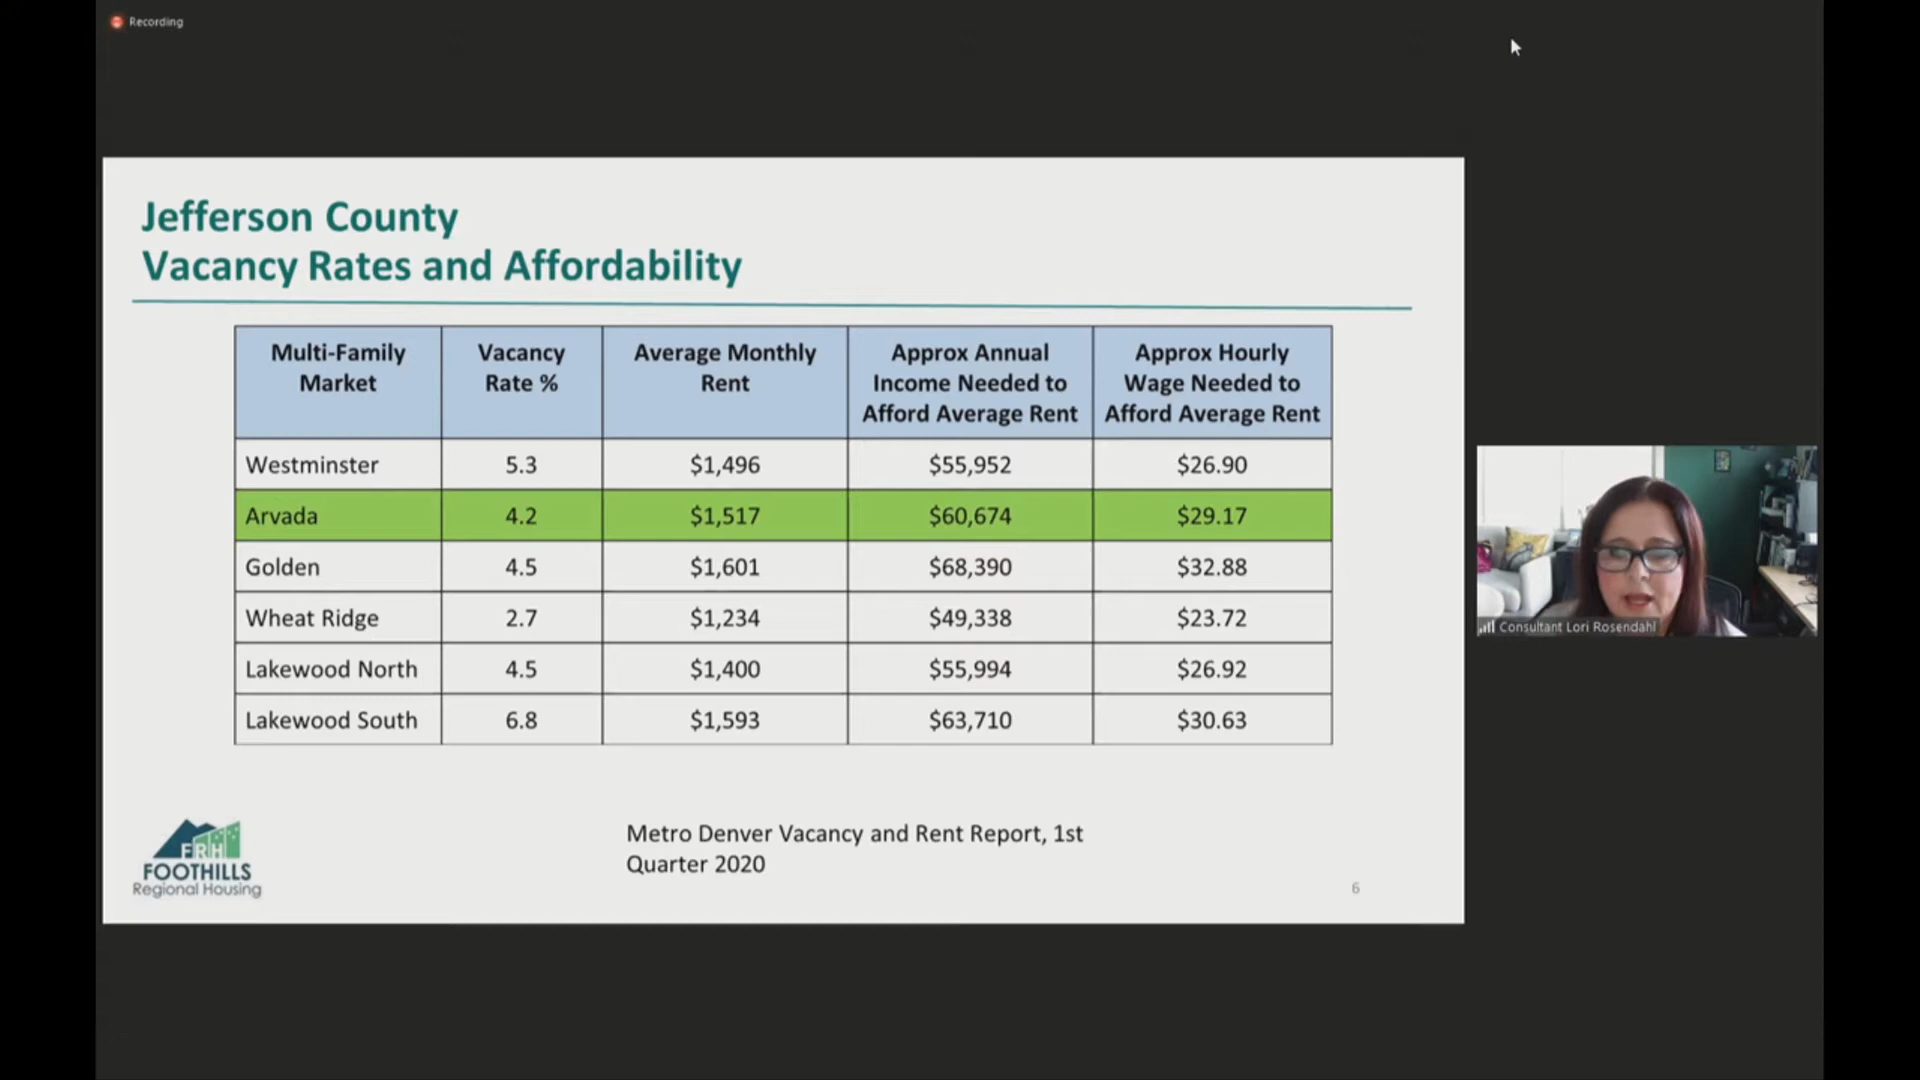 Recording
Jefferson County
Vacancy Rates and Affordability
Multi-Family Market Vacancy Rate % Average Monthly Rent Approx Annual Income Needed to Afford Average Rent Approx Hourly Wage Needed to Afford Average Rent
Westminster 5.3 $1,496 $55,952 $26.90
Arvada 4.2 $1,517 $60,674 $29.17
Golden 4.5 $1,601 $68,390 $32.88
Wheat Ridge 2.7 $1,234 $49,338 $23.72
Lakewood North 4.5 $1,400 $55,994 $26.92
Lakewood South 6.8 $1,593 $63,710 $30.63
Consultant Lori Rosendahl
FRH
FOOTHILLS
Regional Housing
Metro Denver Vacancy and Rent Report, 1st
Quarter 2020
6